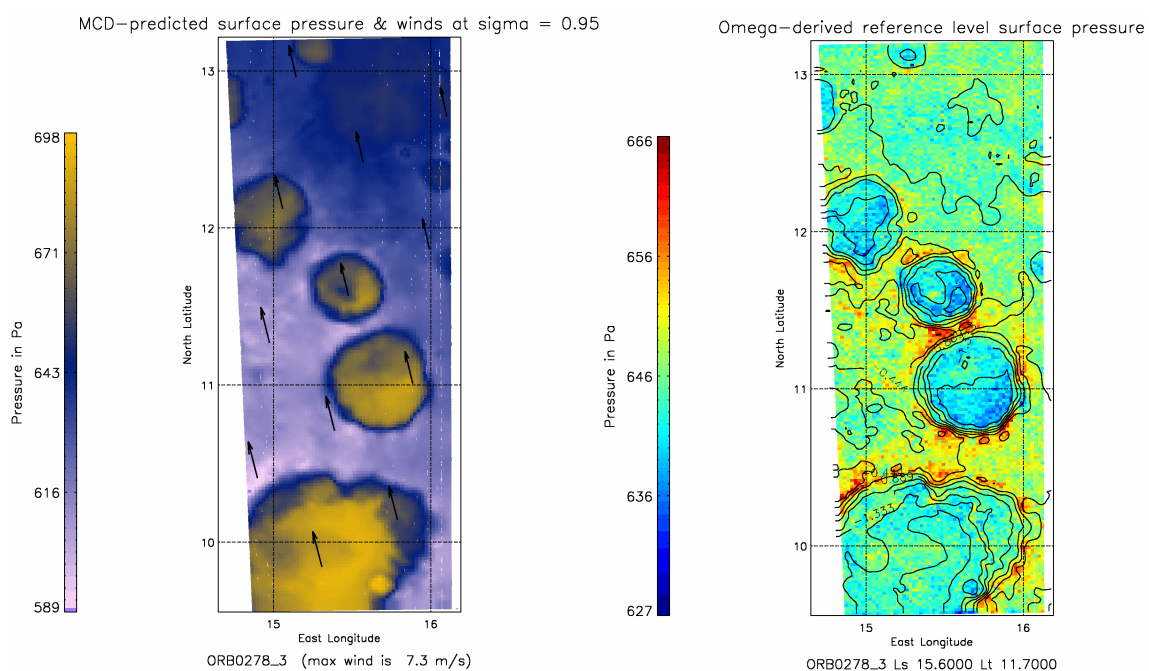 MCD-predicted surface pressure & winds at sigma = 0.95
698
671
643
616
589
Pressure in Pa
13
12
11
10
North Latitude
15 16
East Longitude
ORB0278_3 (max wind is 7.3 m/s)
Omega-derived reference level surface pressure
666
656
646
636
627
Pressure in Pa
13
12
11
10
North Latitude
-1.333
15 16
East Longitude
ORB0278_3 Ls 15.6000 Lt 11.7000